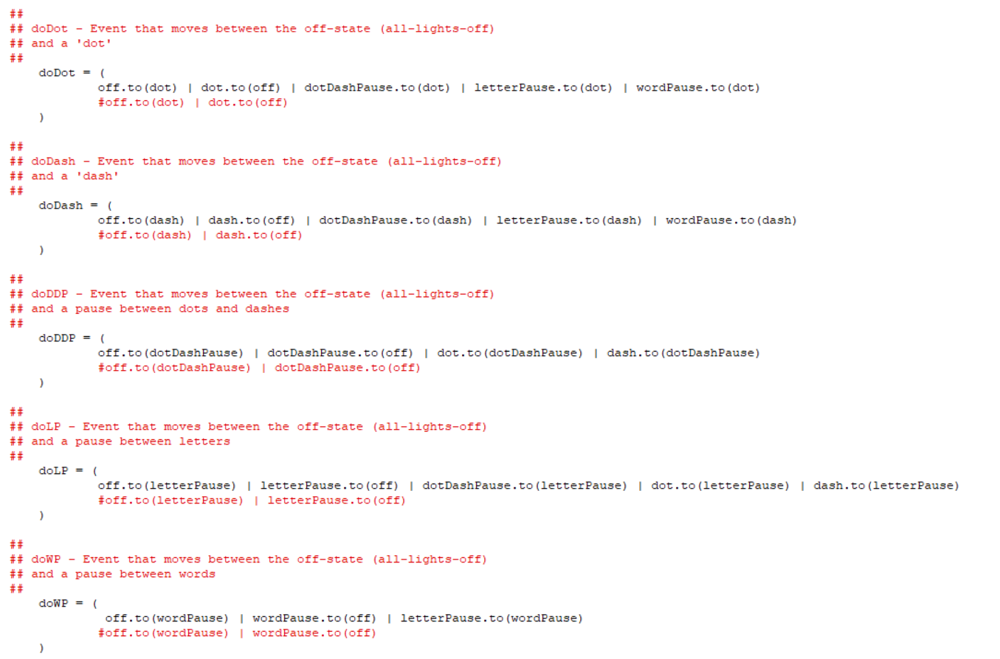 ##
## doDot - Event that moves between the off-state (all-lights-off)
## and a 'dot'
##
    doDot = (
            off.to(dot) | dot.to(off) | dotDashPause.to(dot) | letterPause.to(dot) | wordPause.to(dot)
            #off.to(dot) | dot.to(off)
    )

##
## doDash - Event that moves between the off-state (all-lights-off)
## and a 'dash'
##
    doDash = (
            off.to(dash) | dash.to(off) | dotDashPause.to(dash) | letterPause.to(dash) | wordPause.to(dash)
            #off.to(dash) | dash.to(off)
    )

##
## doDDP - Event that moves between the off-state (all-lights-off)
## and a pause between dots and dashes
##
    doDDP = (
            off.to(dotDashPause) | dotDashPause.to(off) | dot.to(dotDashPause) | dash.to(dotDashPause)
            #off.to(dotDashPause) | dotDashPause.to(off)
    )

##
## doLP - Event that moves between the off-state (all-lights-off)
## and a pause between letters
##
    doLP = (
            off.to(letterPause) | letterPause.to(off) | dotDashPause.to(letterPause) | dot.to(letterPause) | dash.to(letterPause)
            #off.to(letterPause) | letterPause.to(off)
    )

##
## doWP - Event that moves between the off-state (all-lights-off)
## and a pause between words
##
    doWP = (
             off.to(wordPause) | wordPause.to(off) | letterPause.to(wordPause)
            #off.to(wordPause) | wordPause.to(off)
    )